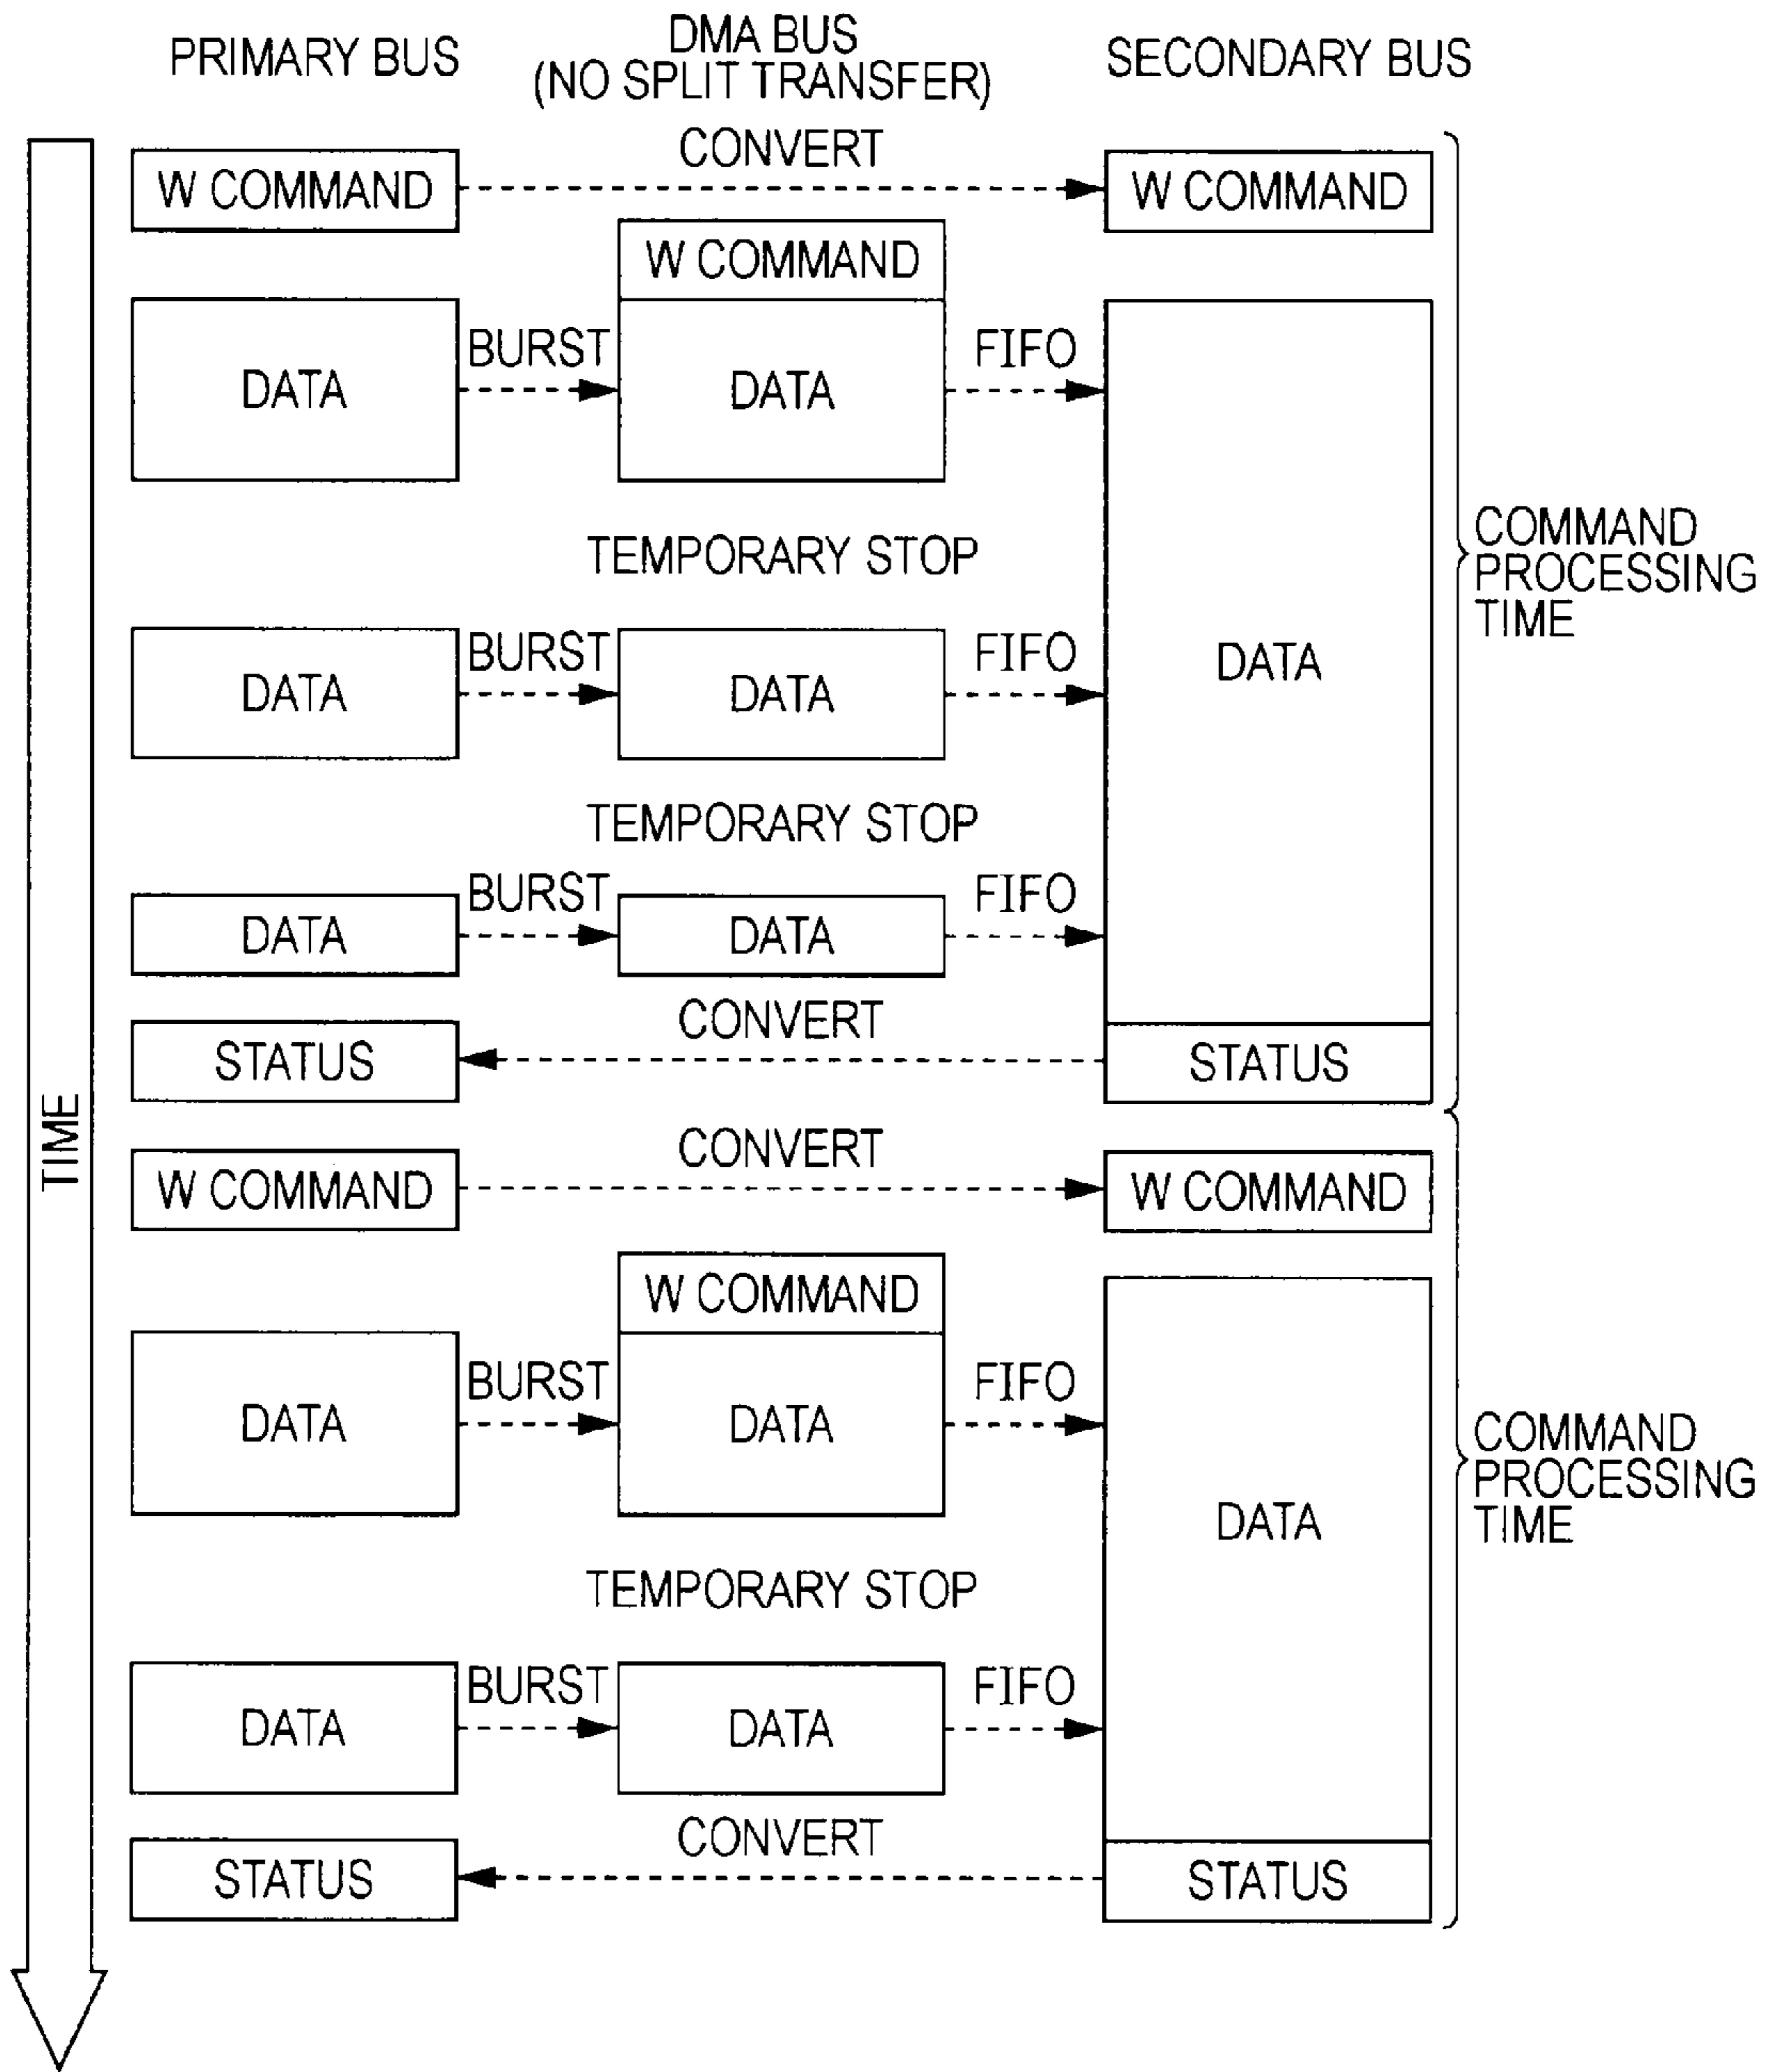 PRIMARY BUS
DMA BUS
(NO SPLIT TRANSFER)
SECONDARY BUS
CONVERT
W COMMAND
W COMMAND
W COMMAND
DATA
BURST
DATA
FIFO
TEMPORARY STOP
COMMAND
PROCESSING
TIME
DATA
BURST
DATA
FIFO
DATA
TEMPORARY STOP
DATA
BURST
DATA
FIFO
CONVERT
STATUS
STATUS
TIME
CONVERT
W COMMAND
W COMMAND
W COMMAND
DATA
BURST
DATA
FIFO
COMMAND
PROCESSING
TIME
DATA
TEMPORARY STOP
DATA
BURST
DATA
FIFO
CONVERT
STATUS
STATUS